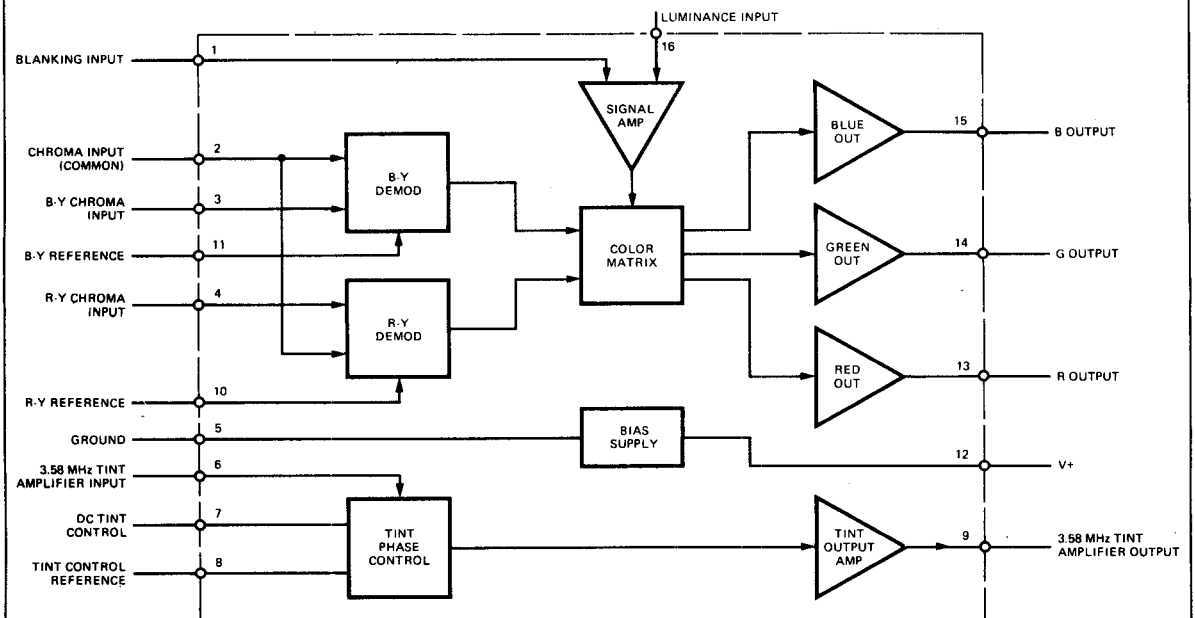 LUMINANCE INPUT
16
BLANKING INPUT
1
SIGNAL
AMP
CHROMA INPUT
(COMMON)
2
B-Y
DEMOD
B-Y CHROMA
INPUT
3
B-Y REFERENCE
11
COLOR
MATRIX
BLUE
OUT
15
B OUTPUT
GREEN
OUT
14
G OUTPUT
R-Y CHROMA
INPUT
4
R-Y
DEMOD
R-Y REFERENCE
10
RED
OUT
13
R OUTPUT
GROUND
5
BIAS
SUPPLY
12
V+
3.58 MHz TINT
AMPLIFIER INPUT
6
DC TINT
CONTROL
7
TINT CONTROL
REFERENCE
8
TINT
PHASE
CONTROL
TINT
OUTPUT
AMP
9
3.58 MHz TINT
AMPLIFIER OUTPUT